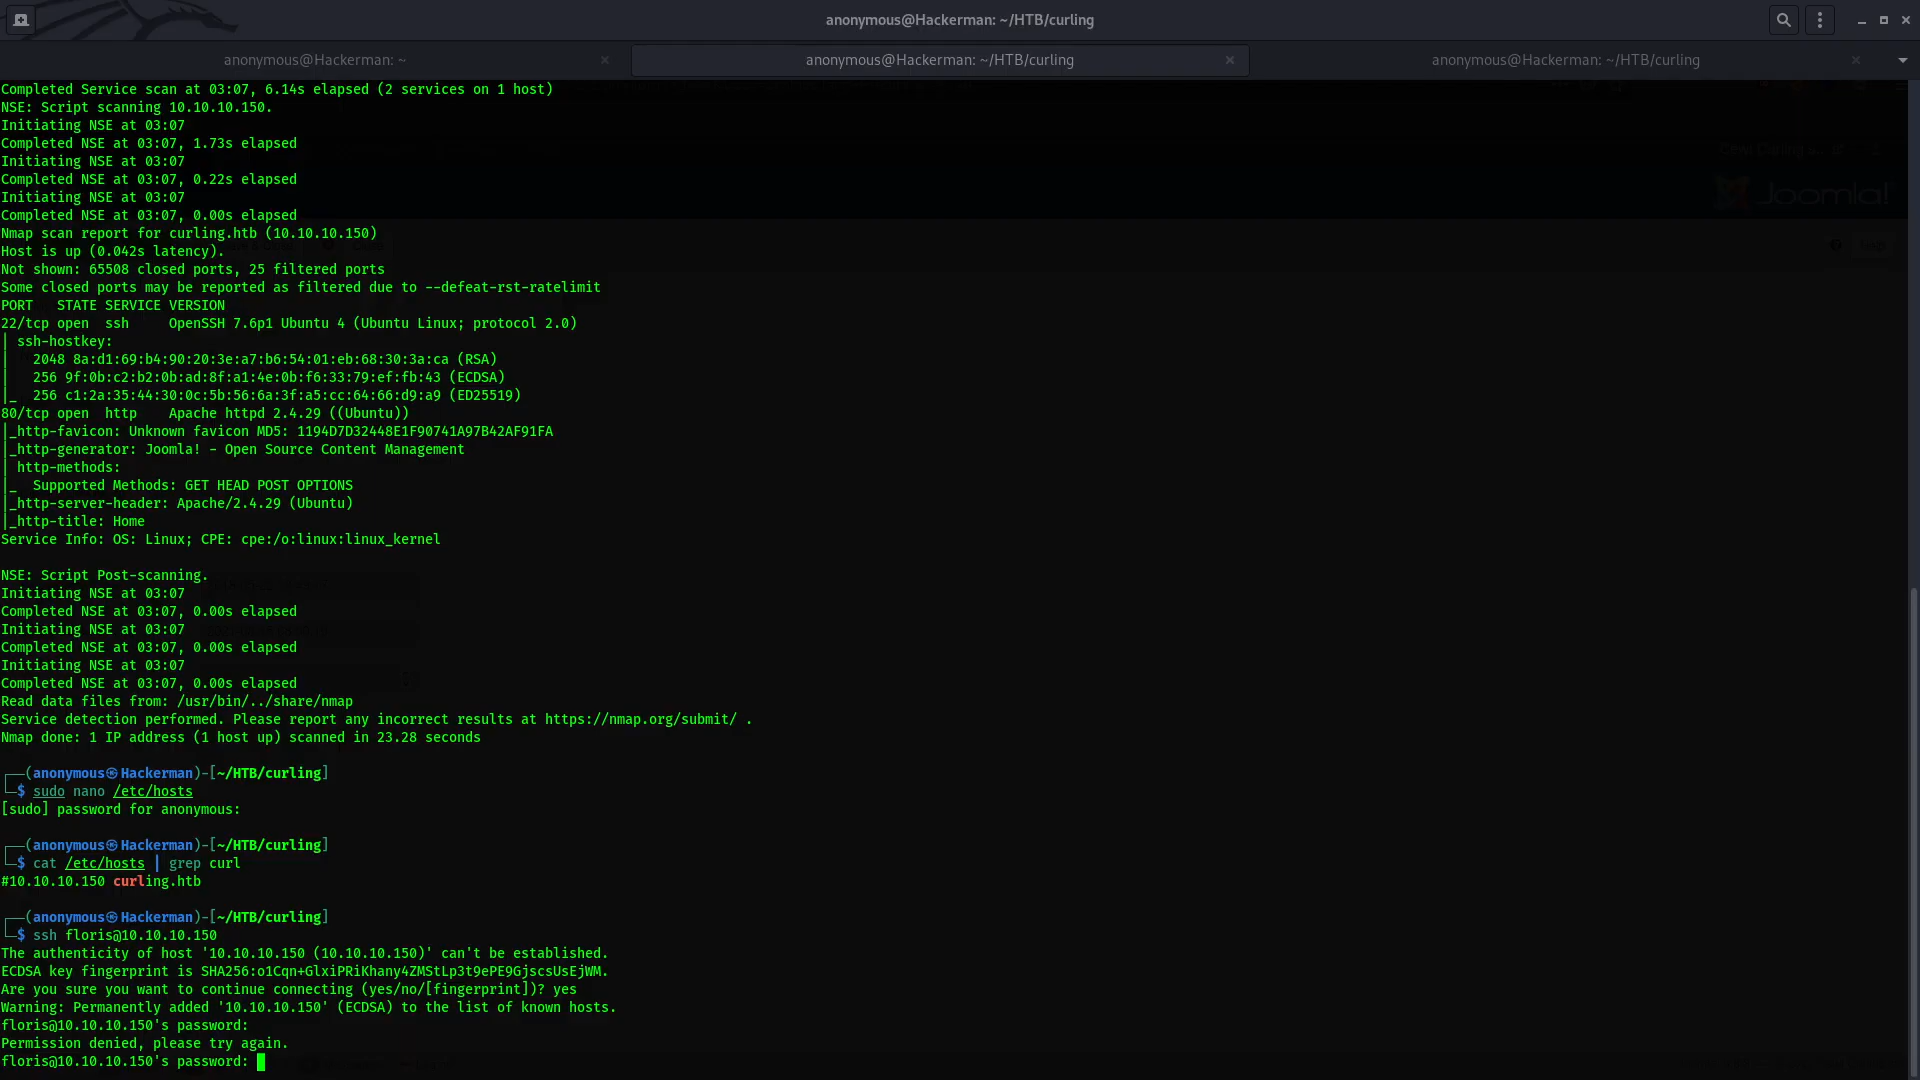 anonymous@Hackerman: ~/HTB/curling
anonymous@Hackerman: ~
anonymous@Hackerman: ~/HTB/curling
anonymous@Hackerman: ~/HTB/curling
Completed Service scan at 03:07, 6.14s elapsed (2 services on 1 host)
NSE: Script scanning 10.10.10.150.
Initiating NSE at 03:07
Completed NSE at 03:07, 1.73s elapsed
Initiating NSE at 03:07
Completed NSE at 03:07, 0.22s elapsed
Initiating NSE at 03:07
Completed NSE at 03:07, 0.00s elapsed
Nmap scan report for curling.htb (10.10.10.150)
Host is up (0.042s latency).
Not shown: 65508 closed ports, 25 filtered ports
Some closed ports may be reported as filtered due to --defeat-rst-ratelimit
PORT   STATE SERVICE VERSION
22/tcp open  ssh     OpenSSH 7.6p1 Ubuntu 4 (Ubuntu Linux; protocol 2.0)
| ssh-hostkey:
|   2048 8a:d1:69:b4:90:20:3e:a7:b6:54:01:eb:68:30:3a:ca (RSA)
|   256 9f:0b:c2:b2:0b:ad:8f:a1:4e:0b:f6:33:79:ef:fb:43 (ECDSA)
|_  256 c1:2a:35:44:30:0c:5b:56:6a:3f:a5:cc:64:66:d9:a9 (ED25519)
80/tcp open  http    Apache httpd 2.4.29 ((Ubuntu))
|_http-favicon: Unknown favicon MD5: 1194D7D32448E1F90741A97B42AF91FA
|_http-generator: Joomla! - Open Source Content Management
| http-methods:
|_  Supported Methods: GET HEAD POST OPTIONS
|_http-server-header: Apache/2.4.29 (Ubuntu)
|_http-title: Home
Service Info: OS: Linux; CPE: cpe:/o:linux:linux_kernel
NSE: Script Post-scanning.
Initiating NSE at 03:07
Completed NSE at 03:07, 0.00s elapsed
Initiating NSE at 03:07
Completed NSE at 03:07, 0.00s elapsed
Initiating NSE at 03:07
Completed NSE at 03:07, 0.00s elapsed
Read data files from: /usr/bin/../share/nmap
Service detection performed. Please report any incorrect results at https://nmap.org/submit/ .
Nmap done: 1 IP address (1 host up) scanned in 23.28 seconds
┌──(anonymous㉿Hackerman)-[~/HTB/curling]
└─$ sudo nano /etc/hosts
[sudo] password for anonymous:
┌──(anonymous㉿Hackerman)-[~/HTB/curling]
└─$ cat /etc/hosts | grep curl
#10.10.10.150 curling.htb
┌──(anonymous㉿Hackerman)-[~/HTB/curling]
└─$ ssh floris@10.10.10.150
The authenticity of host '10.10.10.150 (10.10.10.150)' can't be established.
ECDSA key fingerprint is SHA256:o1Cqn+GlxiPRiKhany4ZMStLp3t9ePE9GjscsUsEjWM.
Are you sure you want to continue connecting (yes/no/[fingerprint])? yes
Warning: Permanently added '10.10.10.150' (ECDSA) to the list of known hosts.
floris@10.10.10.150's password:
Permission denied, please try again.
floris@10.10.10.150's password:
Joomla!